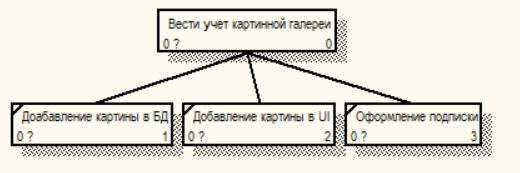 Вести учет картинной галереи
0 ? 0
Доабавление картины в БД
0 ? 1
Добавление картины в UI
0 ? 2
Оформление подписки
0 ? 3